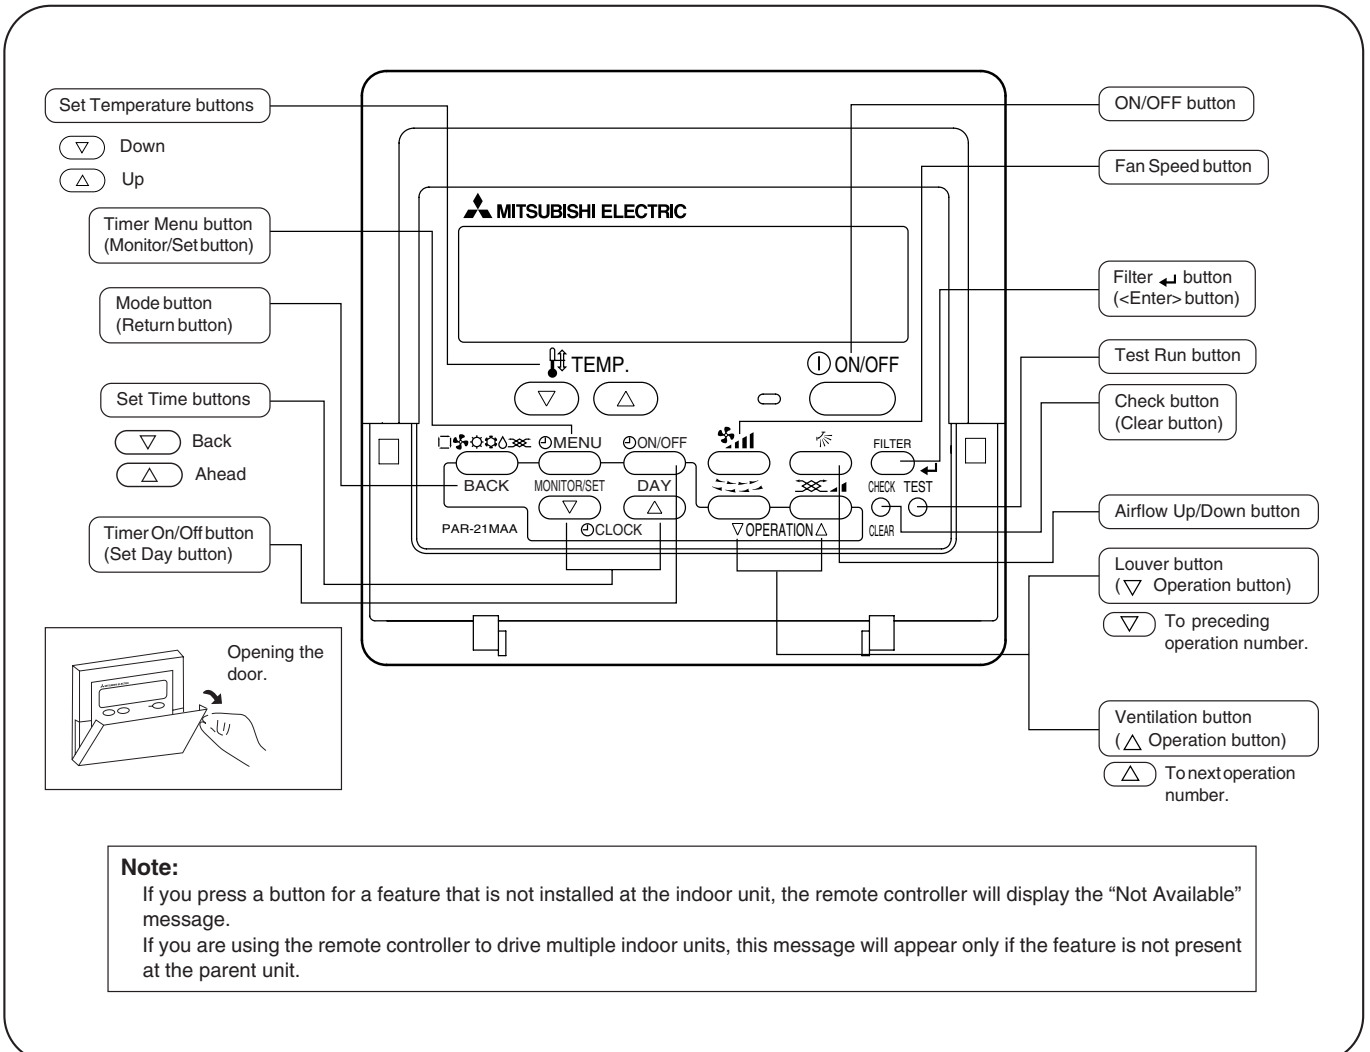 Set Temperature buttons
Down
Up
Timer Menu button
(Monitor/Set button)
Mode button
(Return button)
Set Time buttons
Back
Ahead
Timer On/Off button
(Set Day button)
Opening the
door.
MITSUBISHI ELECTRIC
MITSUBISHI ELECTRIC
TEMP.
ON/OFF
MENU
ON/OFF
FILTER
BACK
MONITOR/SET
DAY
CHECK
TEST
PAR-21MAA
CLOCK
▽ OPERATION △
CLEAR
ON/OFF button
Fan Speed button
Filter ↵ button
(<Enter> button)
Test Run button
Check button
(Clear button)
Airflow Up/Down button
Louver button
(▽ Operation button)
To preceding
operation number.
Ventilation button
(△ Operation button)
To next operation
number.
Note:
If you press a button for a feature that is not installed at the indoor unit, the remote controller will display the “Not Available”
message.
If you are using the remote controller to drive multiple indoor units, this message will appear only if the feature is not present
at the parent unit.